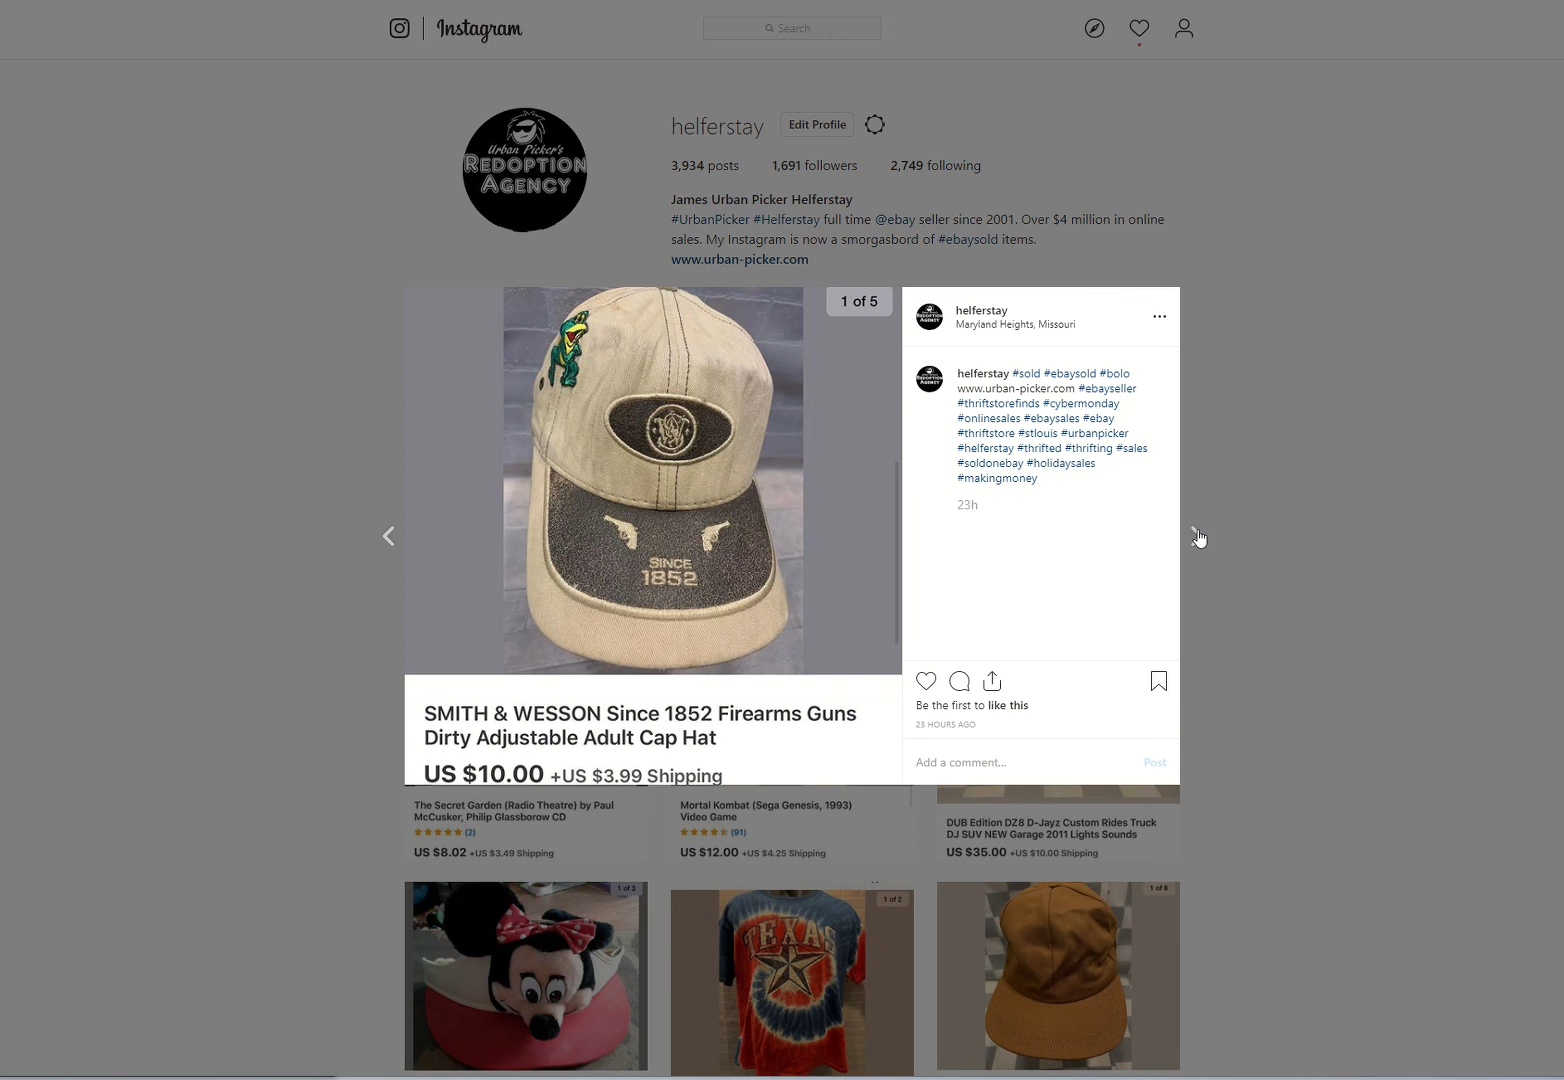 Instagram
Search
Urban Picker's
REDOPTION
AGENCY
helferstay
Edit Profile
3,934 posts 1,691 followers 2,749 following
James Urban Picker Helferstay
#UrbanPicker #Helferstay full time @ebay seller since 2001. Over $4 million in online
sales. My Instagram is now a smorgasbord of #ebaysold items.
www.urban-picker.com
1 of 5
SINCE
1852
SMITH & WESSON Since 1852 Firearms Guns
Dirty Adjustable Adult Cap Hat
US $10.00 +US $3.99 Shipping
REDOPTION
AGENCY
helferstay
Maryland Heights, Missouri
REDOPTION
AGENCY
helferstay #sold #ebaysold #bolo
www.urban-picker.com #ebayseller
#thriftstorefinds #cybermonday
#onlinesales #ebaysales #ebay
#thriftstore #stlouis #urbanpicker
#helferstay #thrifted #thrifting #sales
#soldonebay #holidaysales
#makingmoney
23h
Be the first to like this
23 HOURS AGO
Add a comment...
Post
The Secret Garden (Radio Theatre) by Paul
McCusker, Philip Glassborow CD
(2)
US $8.02 +US $3.49 Shipping
Mortal Kombat (Sega Genesis, 1993)
Video Game
(91)
US $12.00 +US $4.25 Shipping
DUB Edition DZ8 D-Jayz Custom Rides Truck
DJ SUV NEW Garage 2011 Lights Sounds
US $35.00 +US $10.00 Shipping
1 of 3
1 of 2
TEXAS
1 of 6